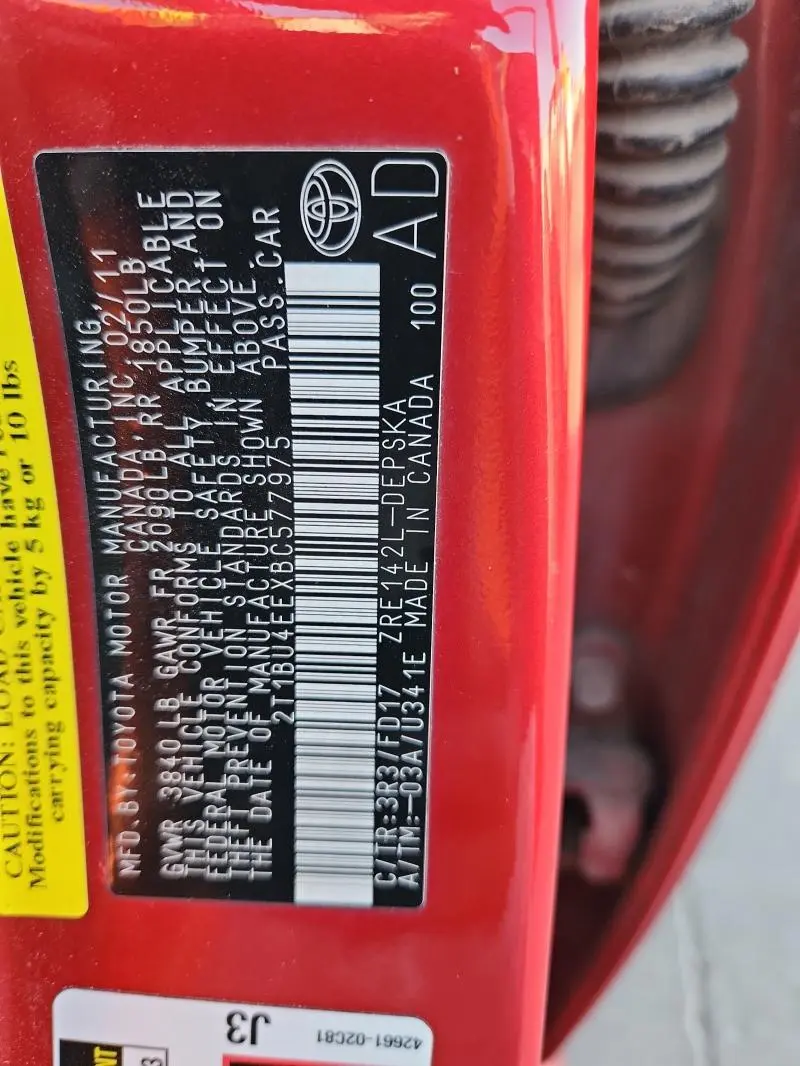 CAUTION: LOAD
Modifications to this vehicle have
carrying capacity by 5 kg or 10 lbs
MFD. BY:TOYOTA MOTOR MANUFACTURING,
CANADA, INC. 02/11
GVWR 3840LB GAWR FR 2090LB, RR 1850LB
THIS VEHICLE CONFORMS TO ALL APPLICABLE
FEDERAL MOTOR VEHICLE SAFETY, BUMPER, AND
THEFT PREVENTION STANDARDS IN EFFECT ON
THE DATE OF MANUFACTURE SHOWN ABOVE.
2T1BU4EEXBC577975 PASS.CAR
C/TR:3R3/FD17 ZRE142L-DEPSKA
A/TM:-03A/U341E MADE IN CANADA 100
AD
J3
42661-02C81